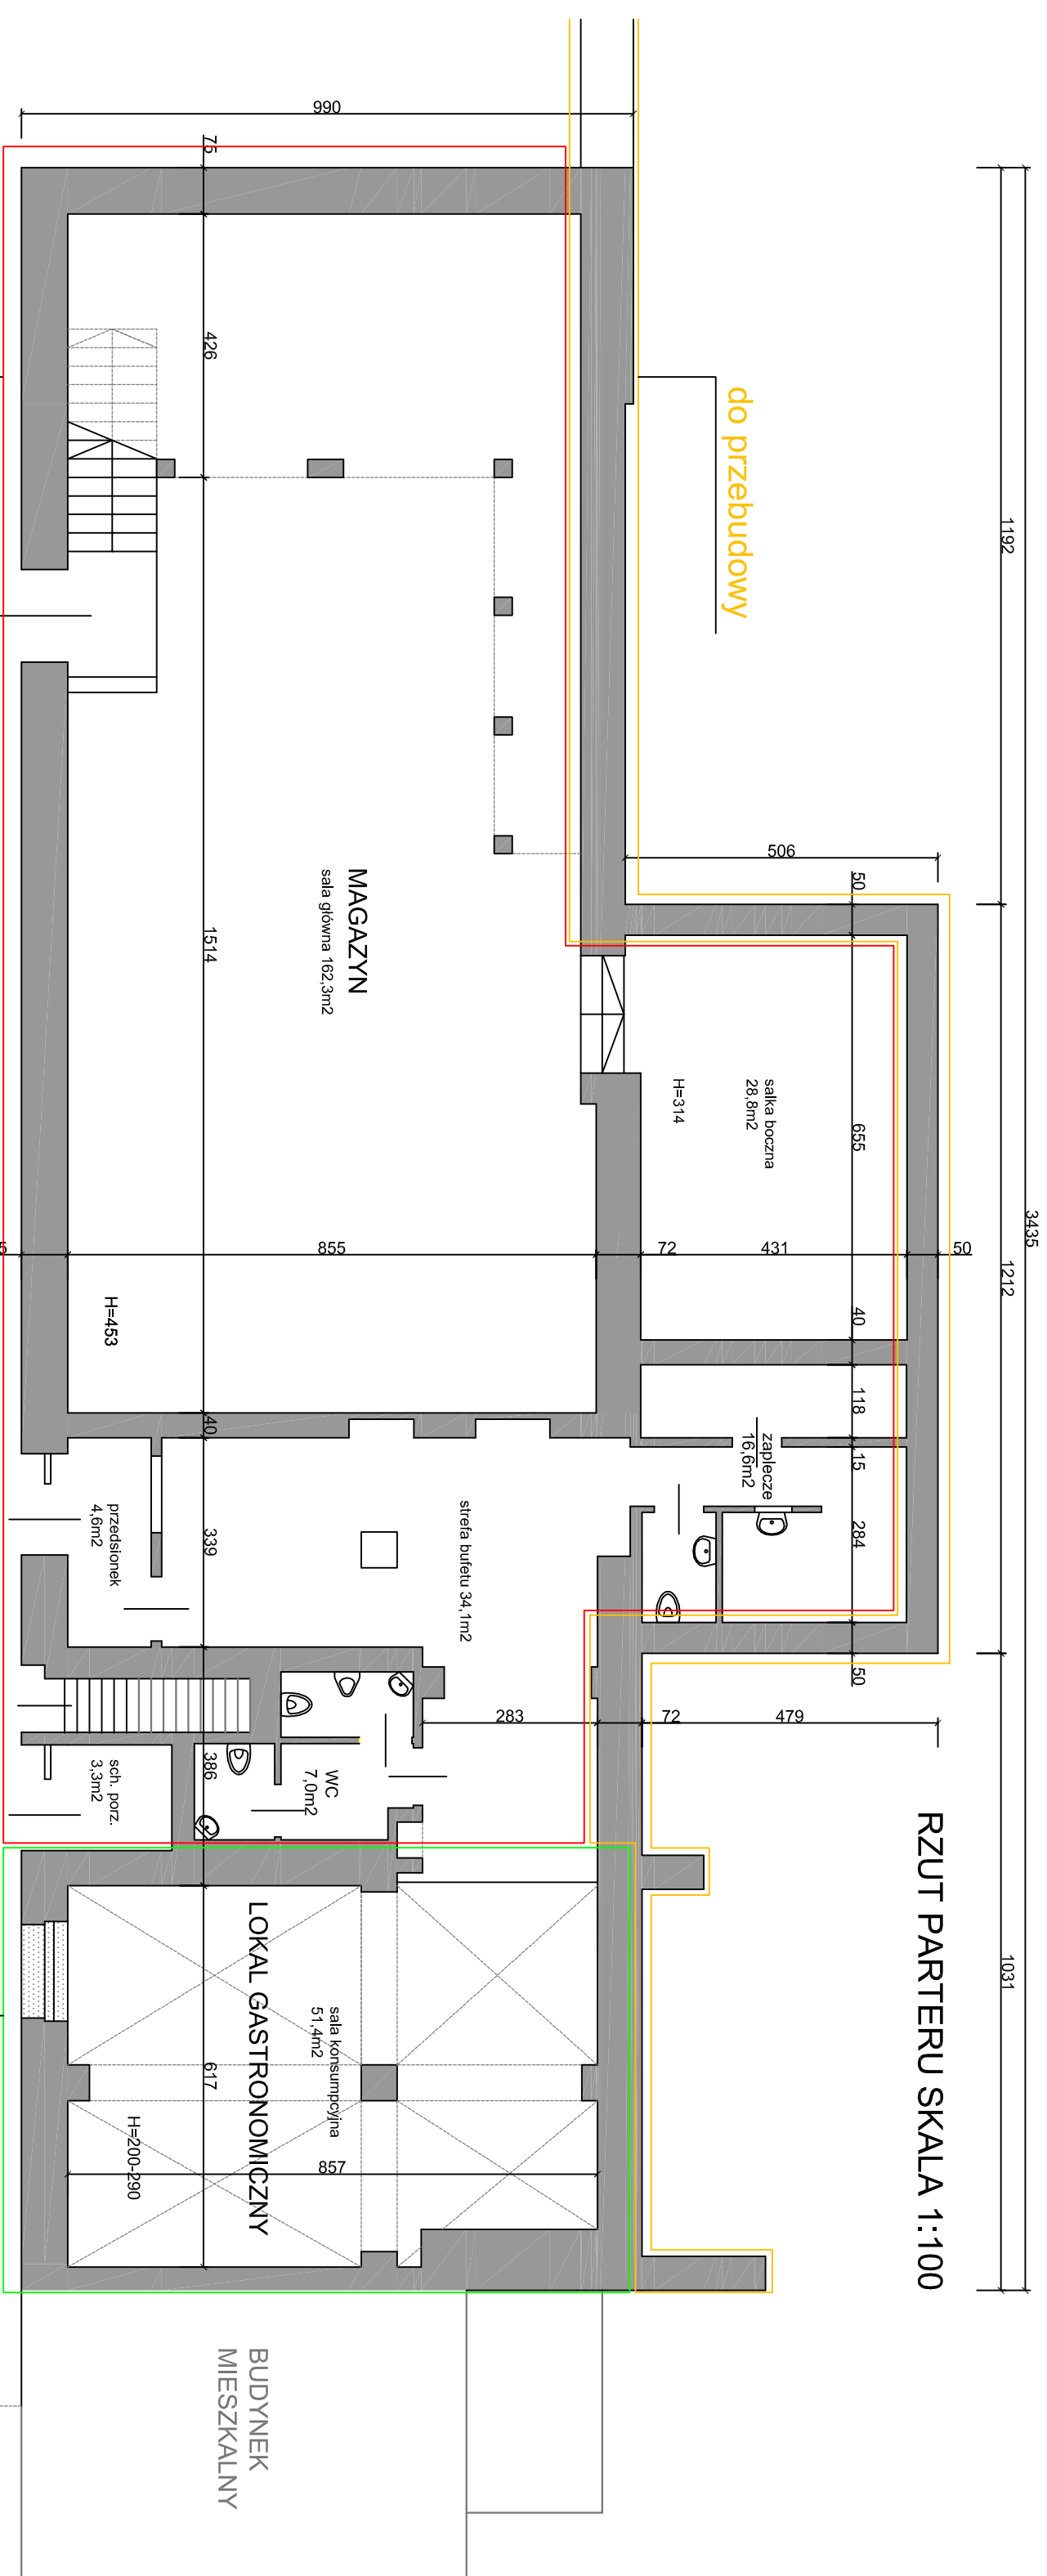 RZUT PARTERU SKALA 1:100
3435
1192
1212
1031
do przebudowy
990
75
426
1514
40
339
386
617
506
50
655
40
118
15
284
50
855
72
431
50
283
72
479
857
MAGAZYN
sala główna 162,3m2
H=453
salka boczna
28,8m2
H=314
zaplecze
16,6m2
strefa bufetu 34,1m2
przedsionek
4,6m2
sch. porz.
3,3m2
WC
7,0m2
LOKAL GASTRONOMICZNY
sala konsumpcyjna
51,4m2
H=200-290
BUDYNEK
MIESZKALNY